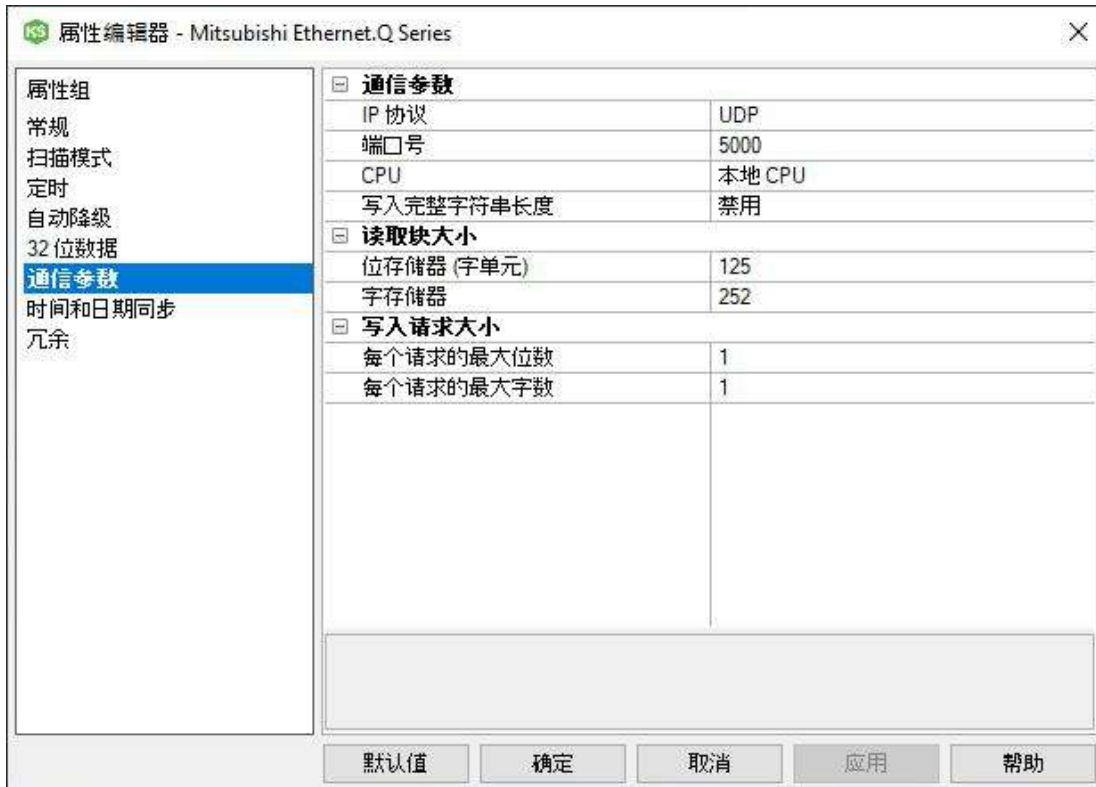 属性编辑器 - Mitsubishi Ethernet.Q Series
属性组
常规
扫描模式
定时
自动降级
32 位数据
通信参数
时间和日期同步
冗余
通信参数
IP 协议 UDP
端口号 5000
CPU 本地 CPU
写入完整字符串长度 禁用
读取块大小
位存储器 (字单元) 125
字存储器 252
写入请求大小
每个请求的最大位数 1
每个请求的最大字数 1
默认值 确定 取消 应用 帮助